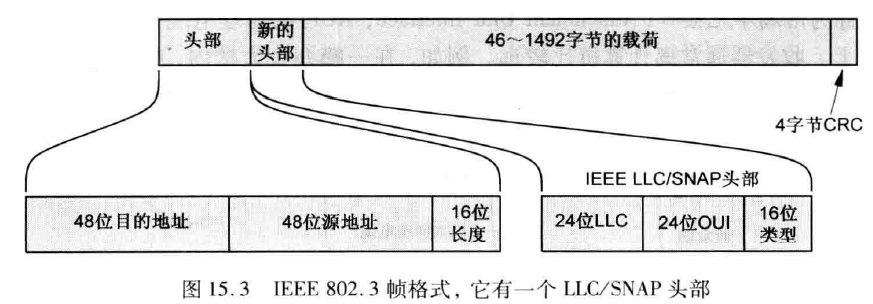 头部
新的
头部
46～1492字节的载荷
4字节CRC
IEEE LLC/SNAP头部
48位目的地址
48位源地址
16位
长度
24位LLC
24位OUI
16位
类型
图 15.3 IEEE 802.3 帧格式，它有一个 LLC/SNAP 头部